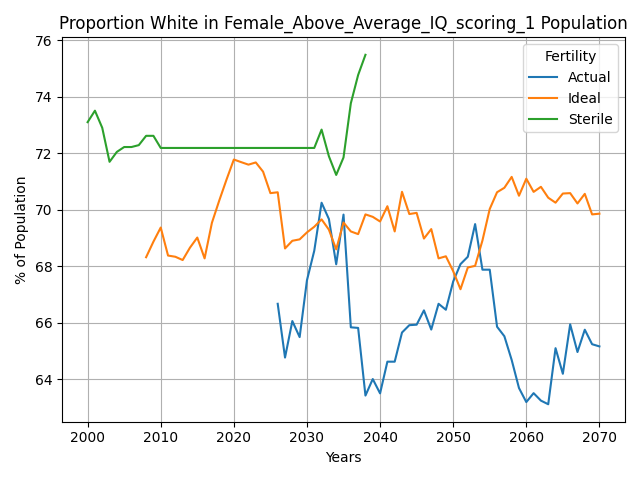 Proportion White in Female_Above_Average_IQ_scoring_1 Population
76
74
72
70
68
66
64
% of Population
Fertility
Actual
Ideal
Sterile
2000 2010 2020 2030 2040 2050 2060 2070
Years